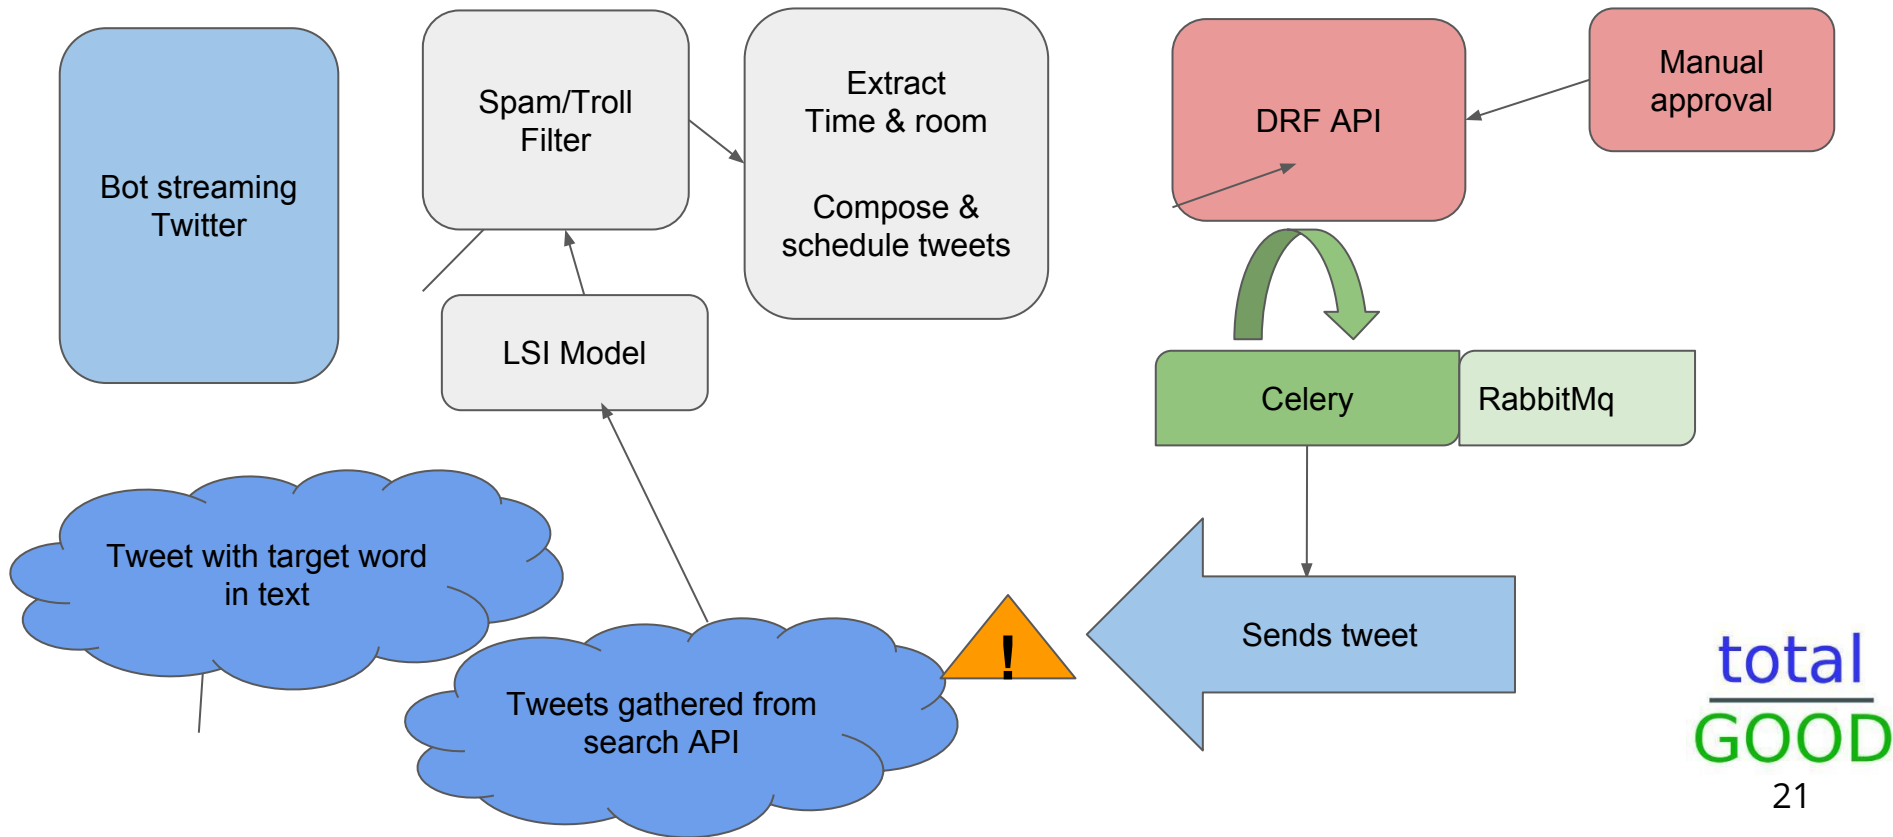 Bot streaming
Twitter
Spam/Troll
Filter
Extract
Time & room
Compose &
schedule tweets
DRF API
Manual
approval
LSI Model
Celery
RabbitMq
Tweet with target word
in text
Tweets gathered from
search API
!
Sends tweet
total
GOOD
21